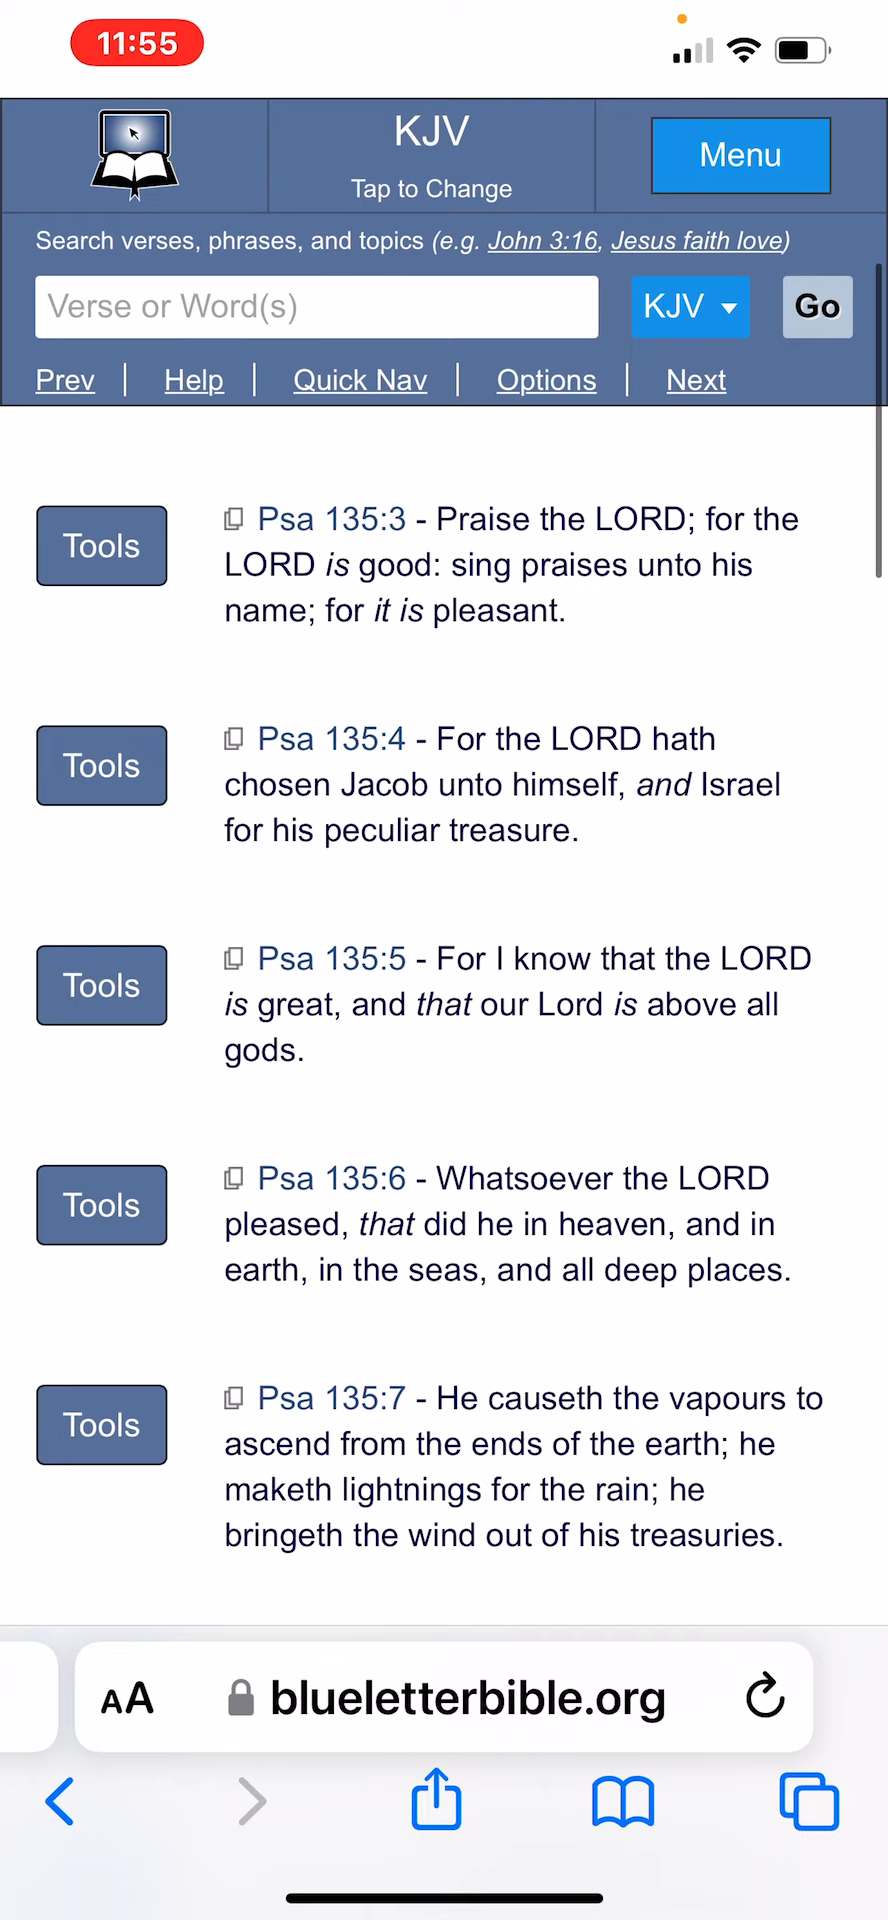 11:55
KJV
Tap to Change
Menu
Search verses, phrases, and topics (e.g. John 3:16, Jesus faith love)
Verse or Word(s)
KJV
Go
Prev | Help | Quick Nav | Options | Next
Tools
Psa 135:3 - Praise the LORD; for the
LORD is good: sing praises unto his
name; for it is pleasant.
Tools
Psa 135:4 - For the LORD hath
chosen Jacob unto himself, and Israel
for his peculiar treasure.
Tools
Psa 135:5 - For I know that the LORD
is great, and that our Lord is above all
gods.
Tools
Psa 135:6 - Whatsoever the LORD
pleased, that did he in heaven, and in
earth, in the seas, and all deep places.
Tools
Psa 135:7 - He causeth the vapours to
ascend from the ends of the earth; he
maketh lightnings for the rain; he
bringeth the wind out of his treasuries.
AA blueletterbible.org